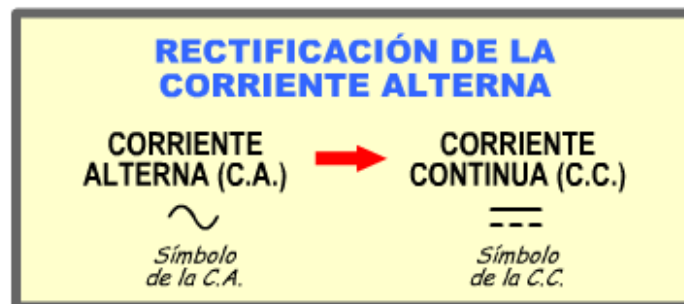 RECTIFICACIÓN DE LA
CORRIENTE ALTERNA
CORRIENTE
ALTERNA (C.A.)
Símbolo
de la C.A.
CORRIENTE
CONTINUA (C.C.)
Símbolo
de la C.C.